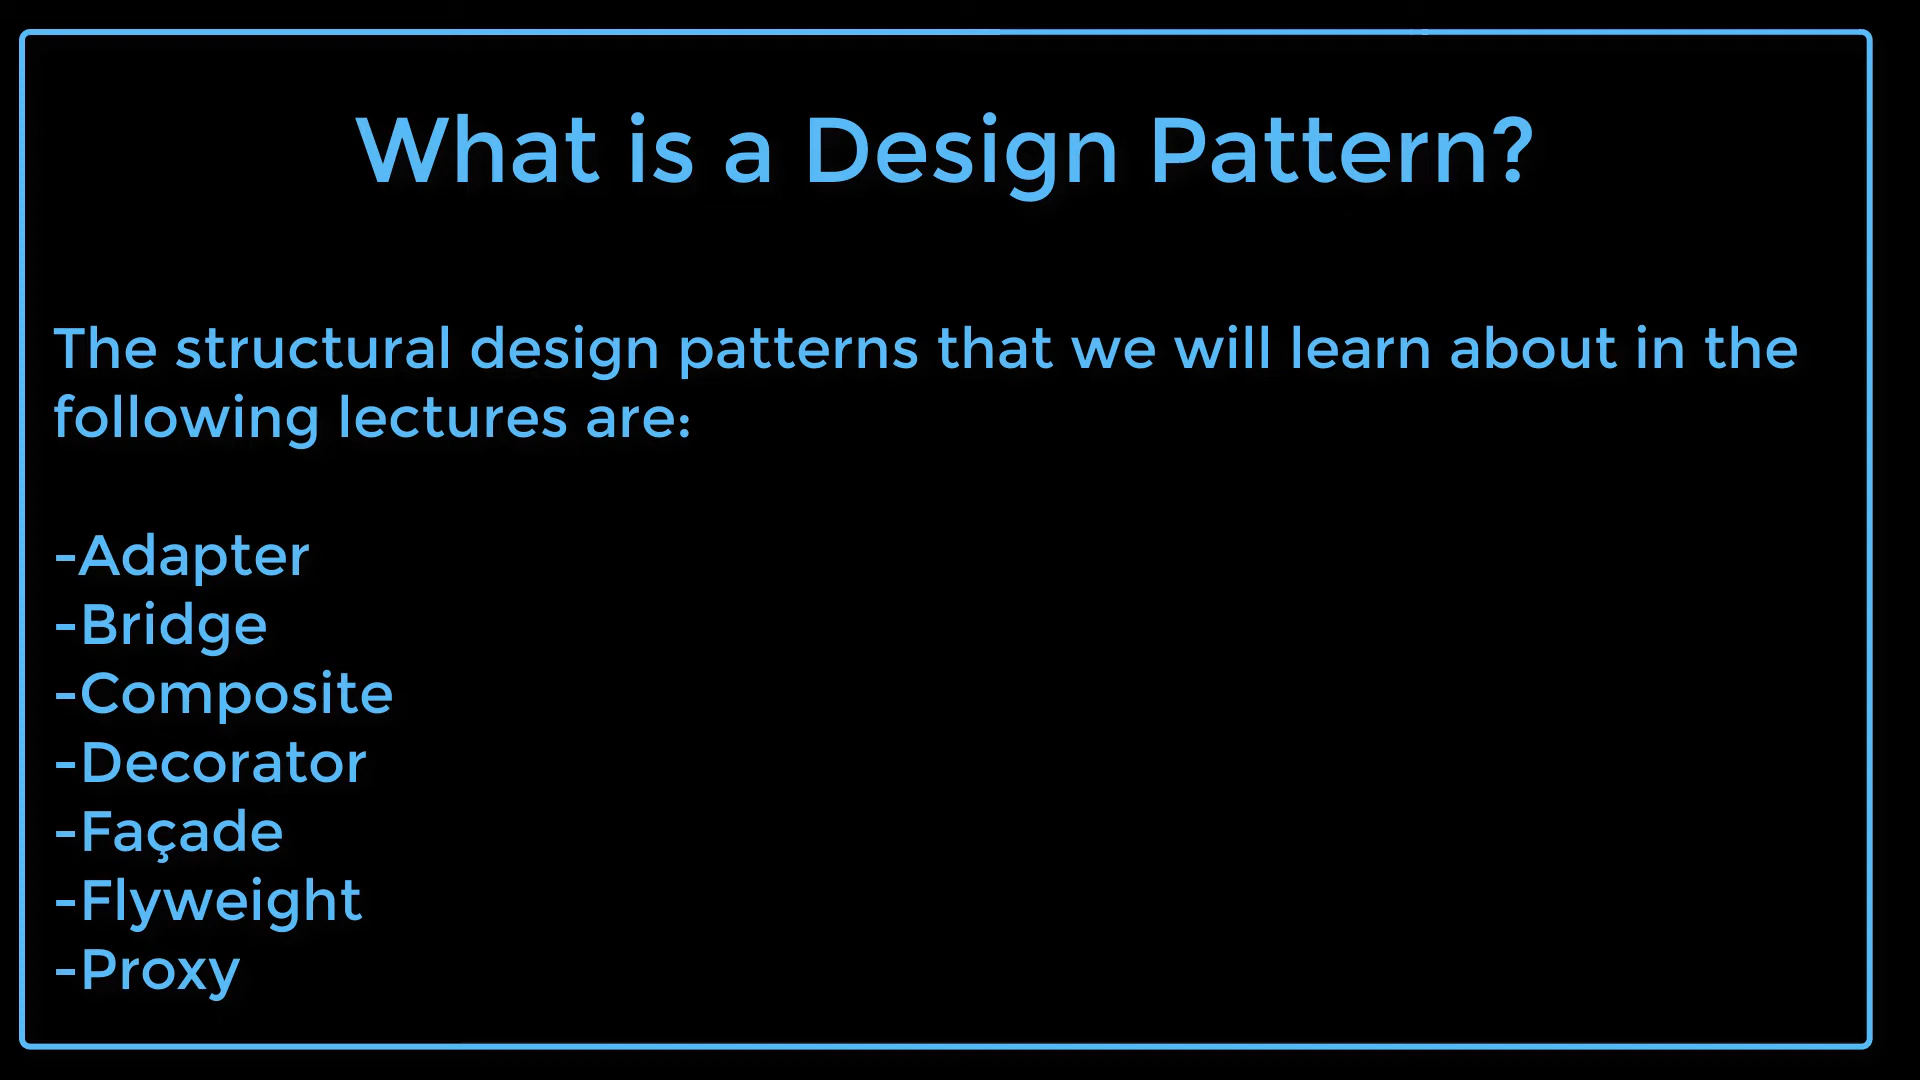 What is a Design Pattern?
The structural design patterns that we will learn about in the
following lectures are:
-Adapter
-Bridge
-Composite
-Decorator
-Façade
-Flyweight
-Proxy